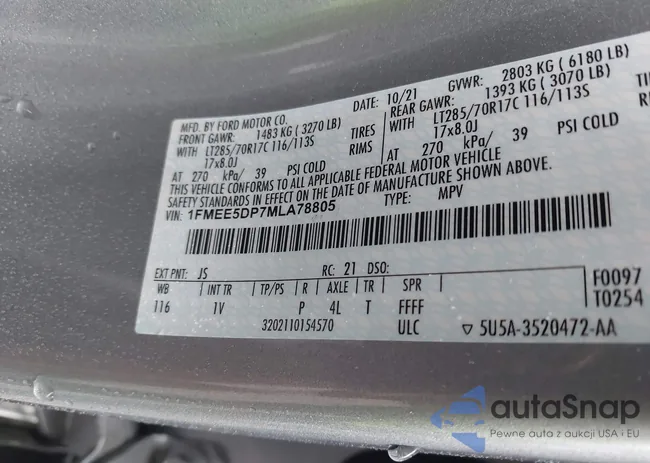 MFD. BY FORD MOTOR CO.
DATE: 10/21 GVWR: 2803 KG ( 6180 LB)
FRONT GAWR: 1483 KG ( 3270 LB) REAR GAWR: 1393 KG ( 3070 LB)
WITH LT285/70R17C 116/113S TIRES WITH LT285/70R17C 116/113S
17x8.0J RIMS 17x8.0J
AT 270 kPa/ 39 PSI COLD AT 270 kPa/ 39 PSI COLD
THIS VEHICLE CONFORMS TO ALL APPLICABLE FEDERAL MOTOR VEHICLE
SAFETY STANDARDS IN EFFECT ON THE DATE OF MANUFACTURE SHOWN ABOVE.
VIN: 1FMEE5DP7MLA78805 TYPE: MPV
EXT PNT: JS RC: 21 DSO:
WB INT TR TP/PS R AXLE TR SPR
116 1V P 4L T FFFF
F0097
T0254
3202110154570 ULC ▽ 5U5A-3520472-AA
autaSnap
Pewne auta z aukcji USA i EU